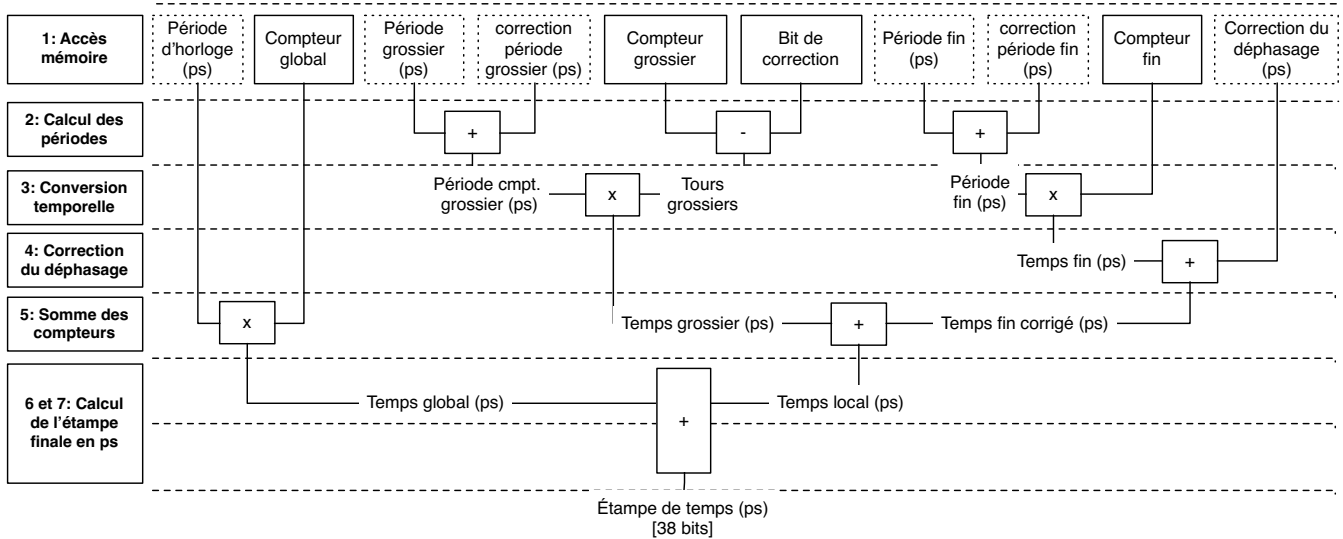 1: Accès
mémoire
Période
d'horloge
(ps)
Compteur
global
Période
grossier
(ps)
correction
période
grossier (ps)
Compteur
grossier
Bit de
correction
Période fin
(ps)
correction
période fin
(ps)
Compteur
fin
Correction du
déphasage
(ps)
2: Calcul des
périodes
+
-
+
3: Conversion
temporelle
Période cmpt.
grossier (ps)
x
Tours
grossiers
Période
fin (ps)
x
4: Correction
du déphasage
Temps fin (ps)
+
5: Somme des
compteurs
x
Temps grossier (ps)
+
Temps fin corrigé (ps)
6 et 7: Calcul
de l'étampe
finale en ps
Temps global (ps)
+
Temps local (ps)
Étampe de temps (ps)
[38 bits]